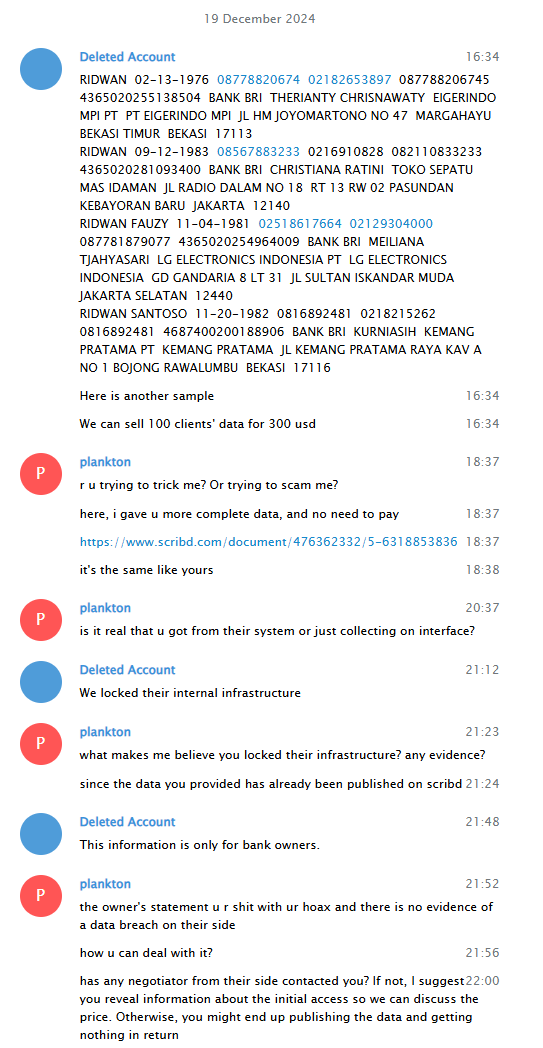 19 December 2024
Deleted Account 16:34
RIDWAN 02-13-1976 08778820674 02182653897 087788206745
4365020255138504 BANK BRI THERIANTY CHRISNAWATY EIGERINDO
MPI PT PT EIGERINDO MPI JL HM JOYOMARTONO NO 47 MARGAHAYU
BEKASI TIMUR BEKASI 17113
RIDWAN 09-12-1983 08567883233 0216910828 082110833233
4365020281093400 BANK BRI CHRISTIANA RATINI TOKO SEPATU
MAS IDAMAN JL RADIO DALAM NO 18 RT 13 RW 02 PASUNDAN
KEBAYORAN BARU JAKARTA 12140
RIDWAN FAUZY 11-04-1981 02518617664 02129304000
087781879077 4365020254964009 BANK BRI MEILIANA
TJAHYASARI LG ELECTRONICS INDONESIA PT LG ELECTRONICS
INDONESIA GD GANDARIA 8 LT 31 JL SULTAN ISKANDAR MUDA
JAKARTA SELATAN 12440
RIDWAN SANTOSO 11-20-1982 0816892481 0218215262
0816892481 4687400200188906 BANK BRI KURNIASIH KEMANG
PRATAMA PT KEMANG PRATAMA JL KEMANG PRATAMA RAYA KAV A
NO 1 BOJONG RAWALUMBU BEKASI 17116
Here is another sample 16:34
We can sell 100 clients' data for 300 usd 16:34
P
plankton 18:37
r u trying to trick me? Or trying to scam me?
here, i gave u more complete data, and no need to pay 18:37
https://www.scribd.com/document/476362332/5-6318853836 18:37
it's the same like yours 18:38
P
plankton 20:37
is it real that u got from their system or just collecting on interface?
Deleted Account 21:12
We locked their internal infrastructure
P
plankton 21:23
what makes me believe you locked their infrastructure? any evidence?
since the data you provided has already been published on scribd 21:24
Deleted Account 21:48
This information is only for bank owners.
P
plankton 21:52
the owner's statement u r shit with ur hoax and there is no evidence of
a data breach on their side
how u can deal with it? 21:56
has any negotiator from their side contacted you? If not, I suggest 22:00
you reveal information about the initial access so we can discuss the
price. Otherwise, you might end up publishing the data and getting
nothing in return